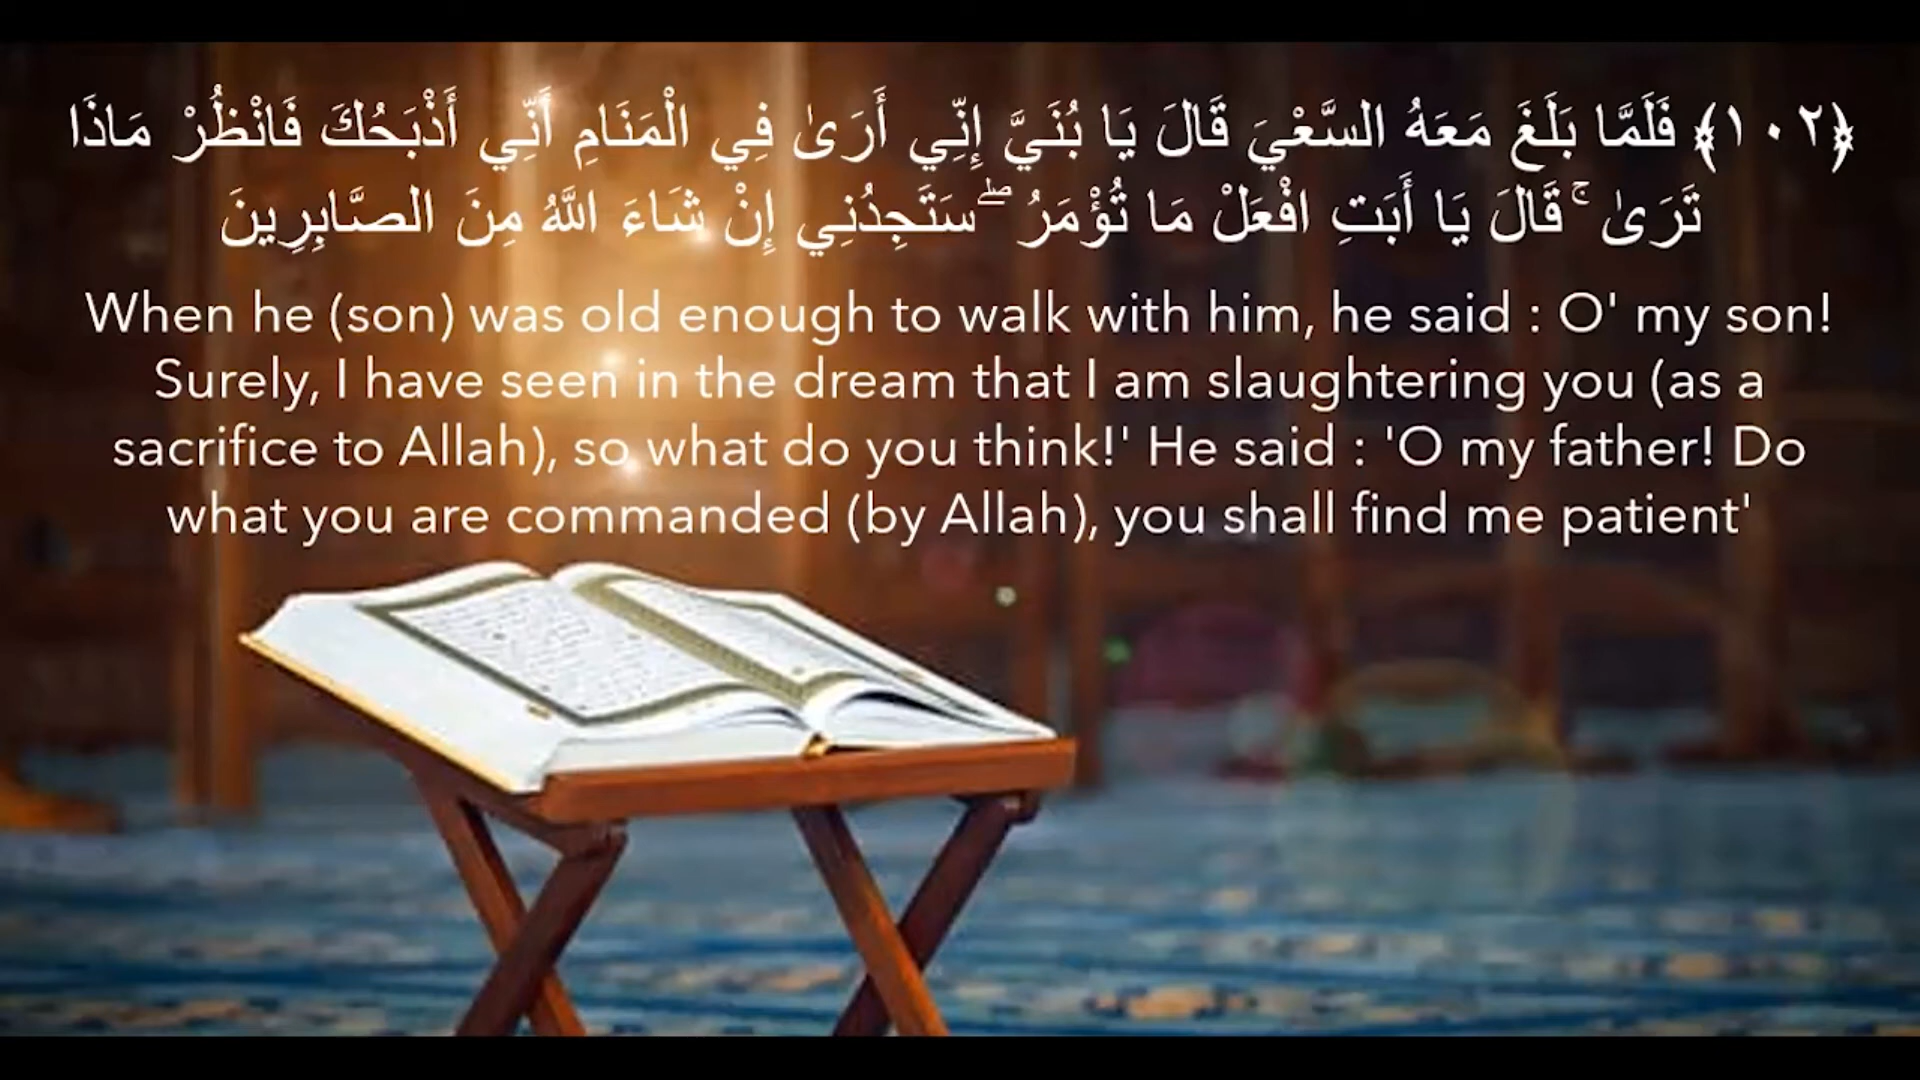 ﴿١٠٢﴾ فَلَمَّا بَلَغَ مَعَهُ السَّعْيَ قَالَ يَا بُنَيَّ إِنِّي أَرَىٰ فِي الْمَنَامِ أَنِّي أَذْبَحُكَ فَانْظُرْ مَاذَا
تَرَىٰ ۚ قَالَ يَا أَبَتِ افْعَلْ مَا تُؤْمَرُ ۖ سَتَجِدُنِي إِنْ شَاءَ اللَّهُ مِنَ الصَّابِرِينَ
When he (son) was old enough to walk with him, he said : O' my son!
Surely, I have seen in the dream that I am slaughtering you (as a
sacrifice to Allah), so what do you think!' He said : 'O my father! Do
what you are commanded (by Allah), you shall find me patient'